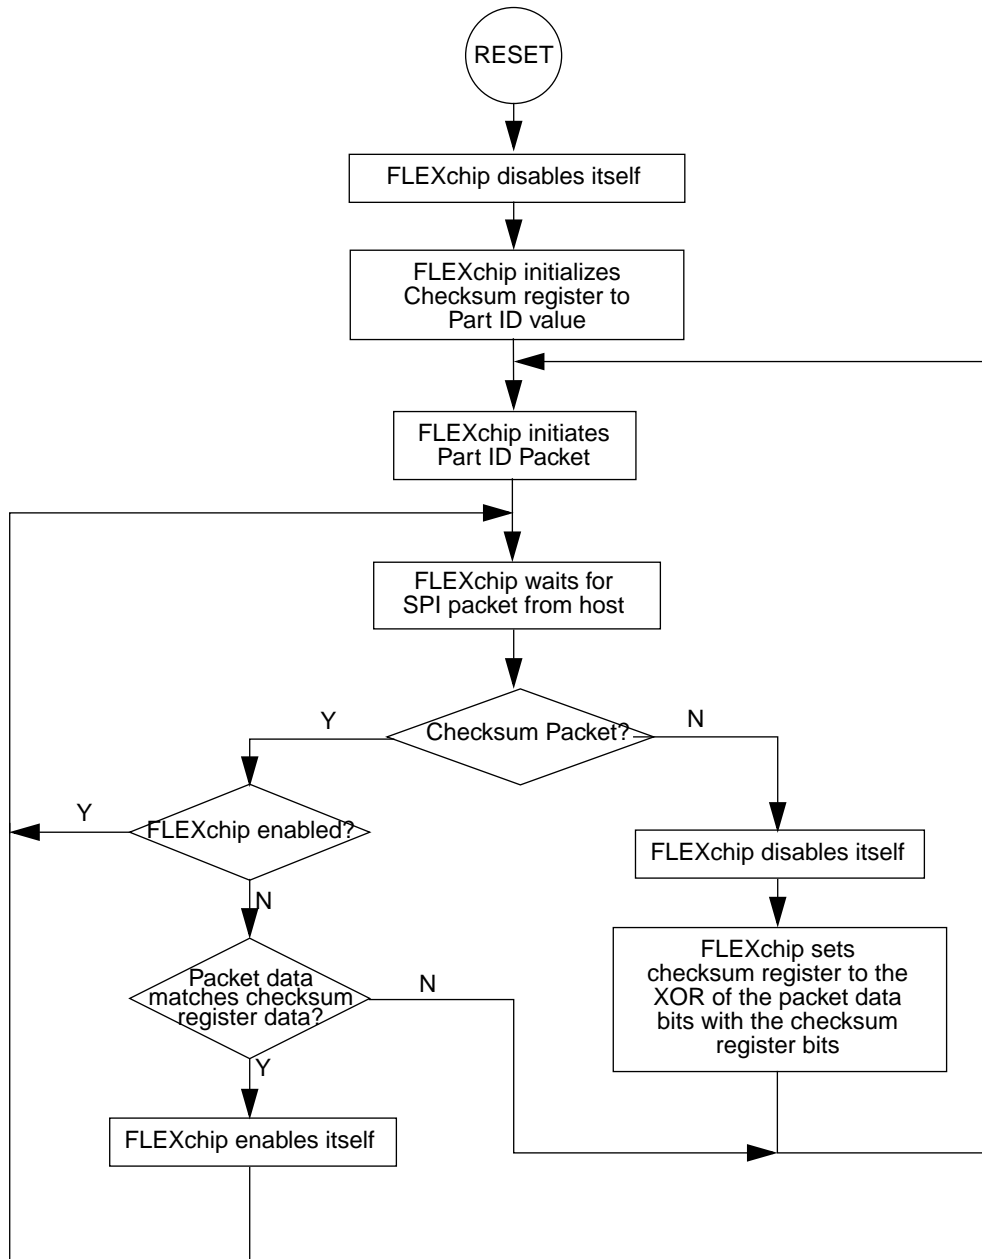 RESET
FLEXchip disables itself
FLEXchip initializes
Checksum register to
Part ID value
FLEXchip initiates
Part ID Packet
FLEXchip waits for
SPI packet from host
Checksum Packet?
Y
N
FLEXchip enabled?
Y
N
FLEXchip disables itself
Packet data
matches checksum
register data?
N
Y
FLEXchip sets
checksum register to the
XOR of the packet data
bits with the checksum
register bits
FLEXchip enables itself